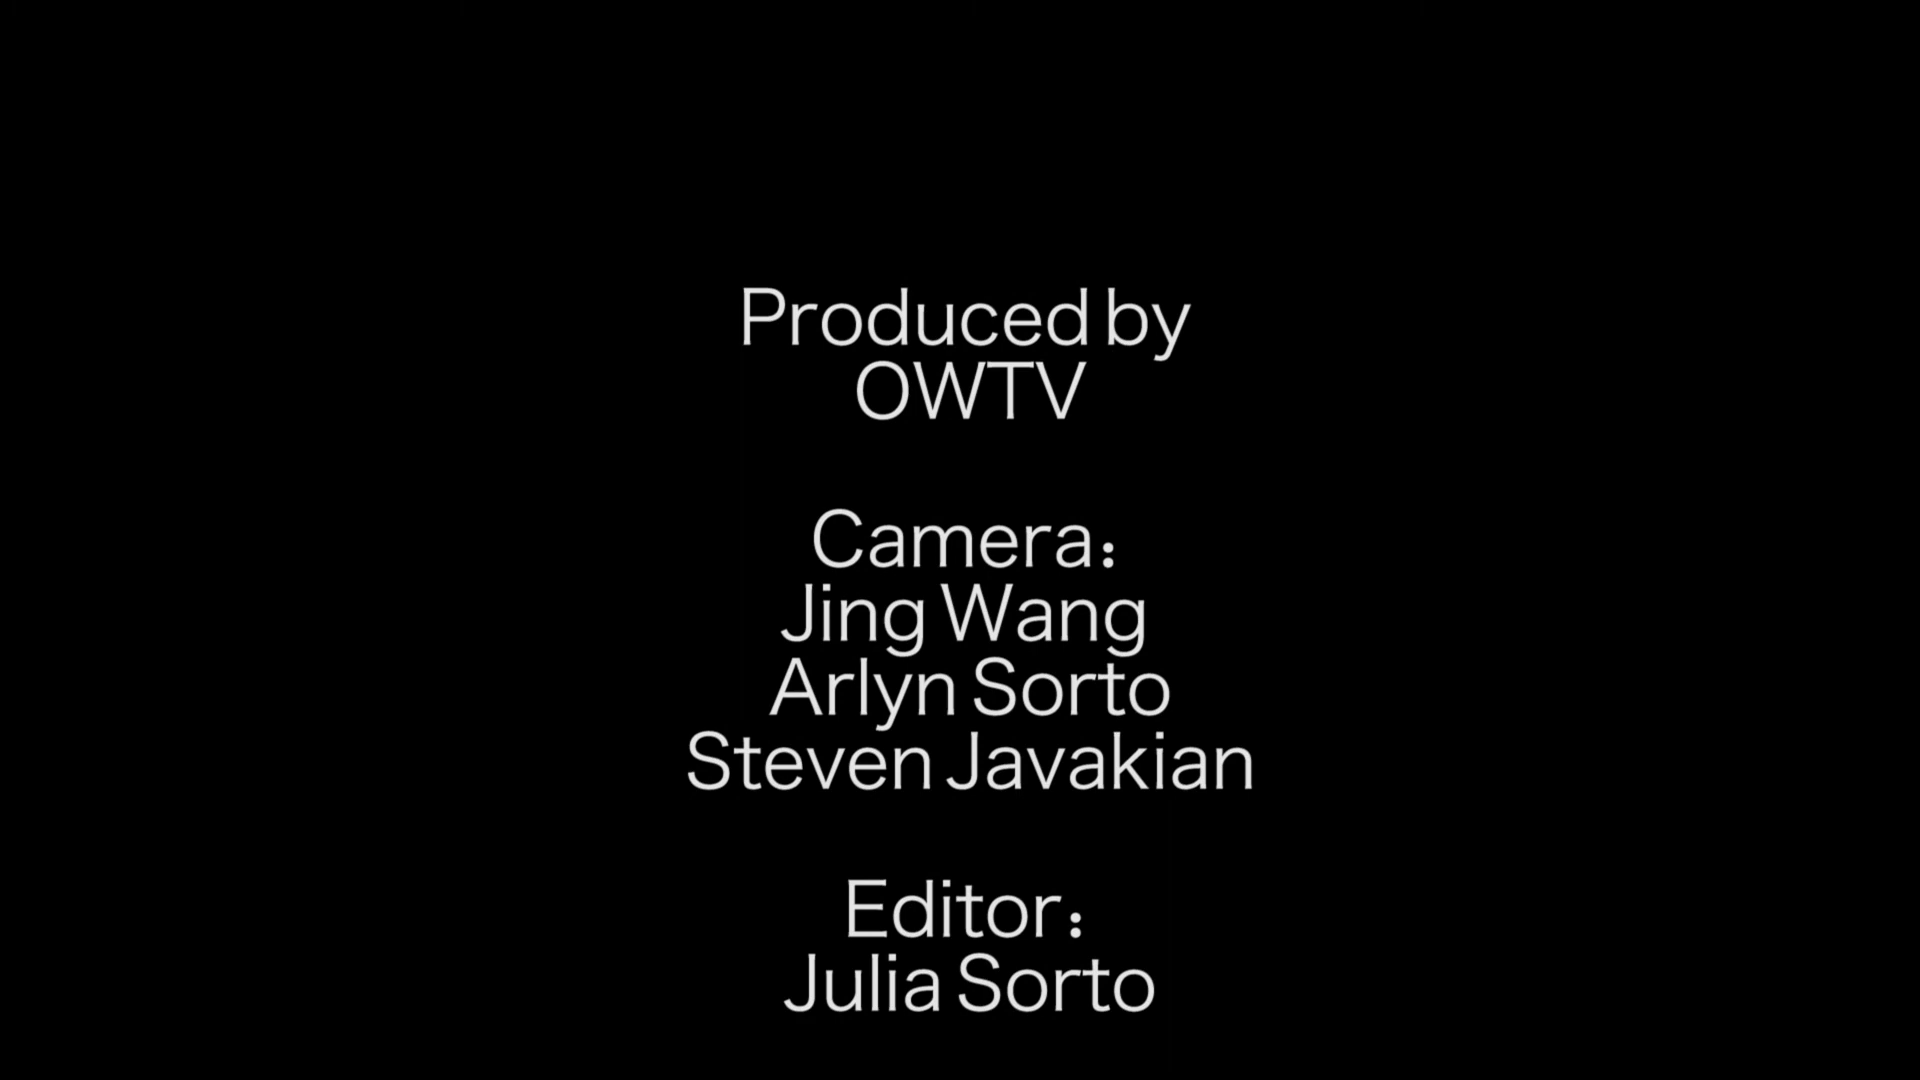 Produced by
OWTV
Camera：
Jing Wang
Arlyn Sorto
Steven Javakian
Editor：
Julia Sorto